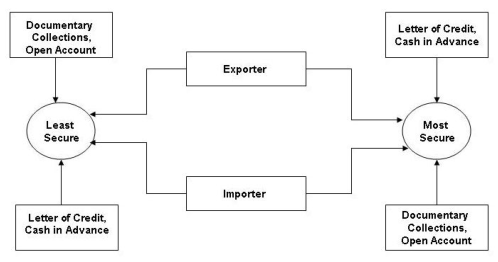 Documentary
Collections,
Open Account
Letter of Credit,
Cash in Advance
Exporter
Least
Secure
Most
Secure
Importer
Letter of Credit,
Cash in Advance
Documentary
Collections,
Open Account